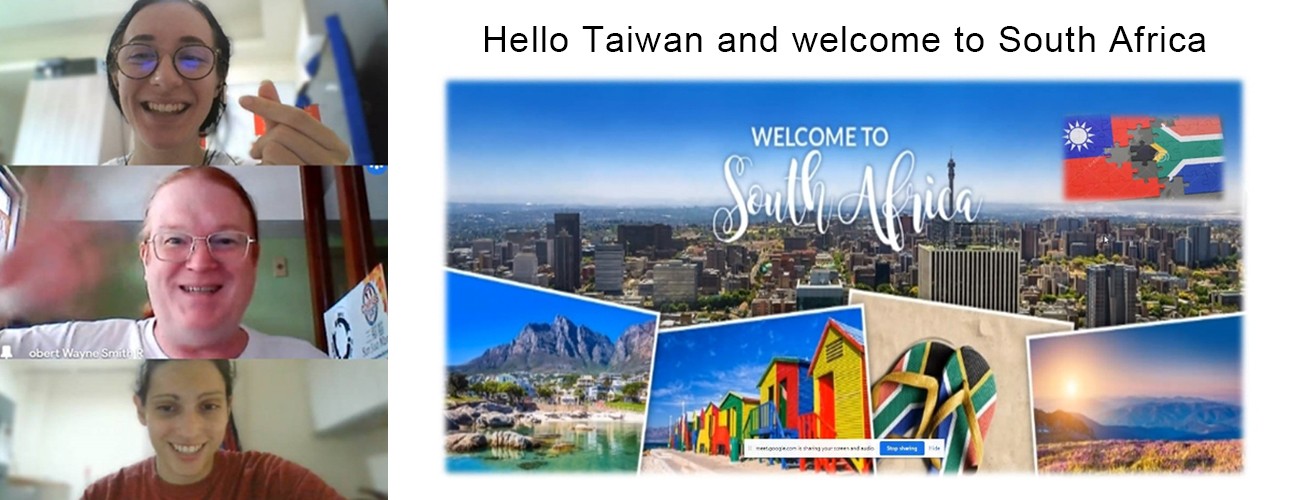 Hello Taiwan and welcome to South Africa
WELCOME TO
South Africa
obert Wayne Smith R
meet.google.com is sharing your screen and audio
Stop sharing
Hide